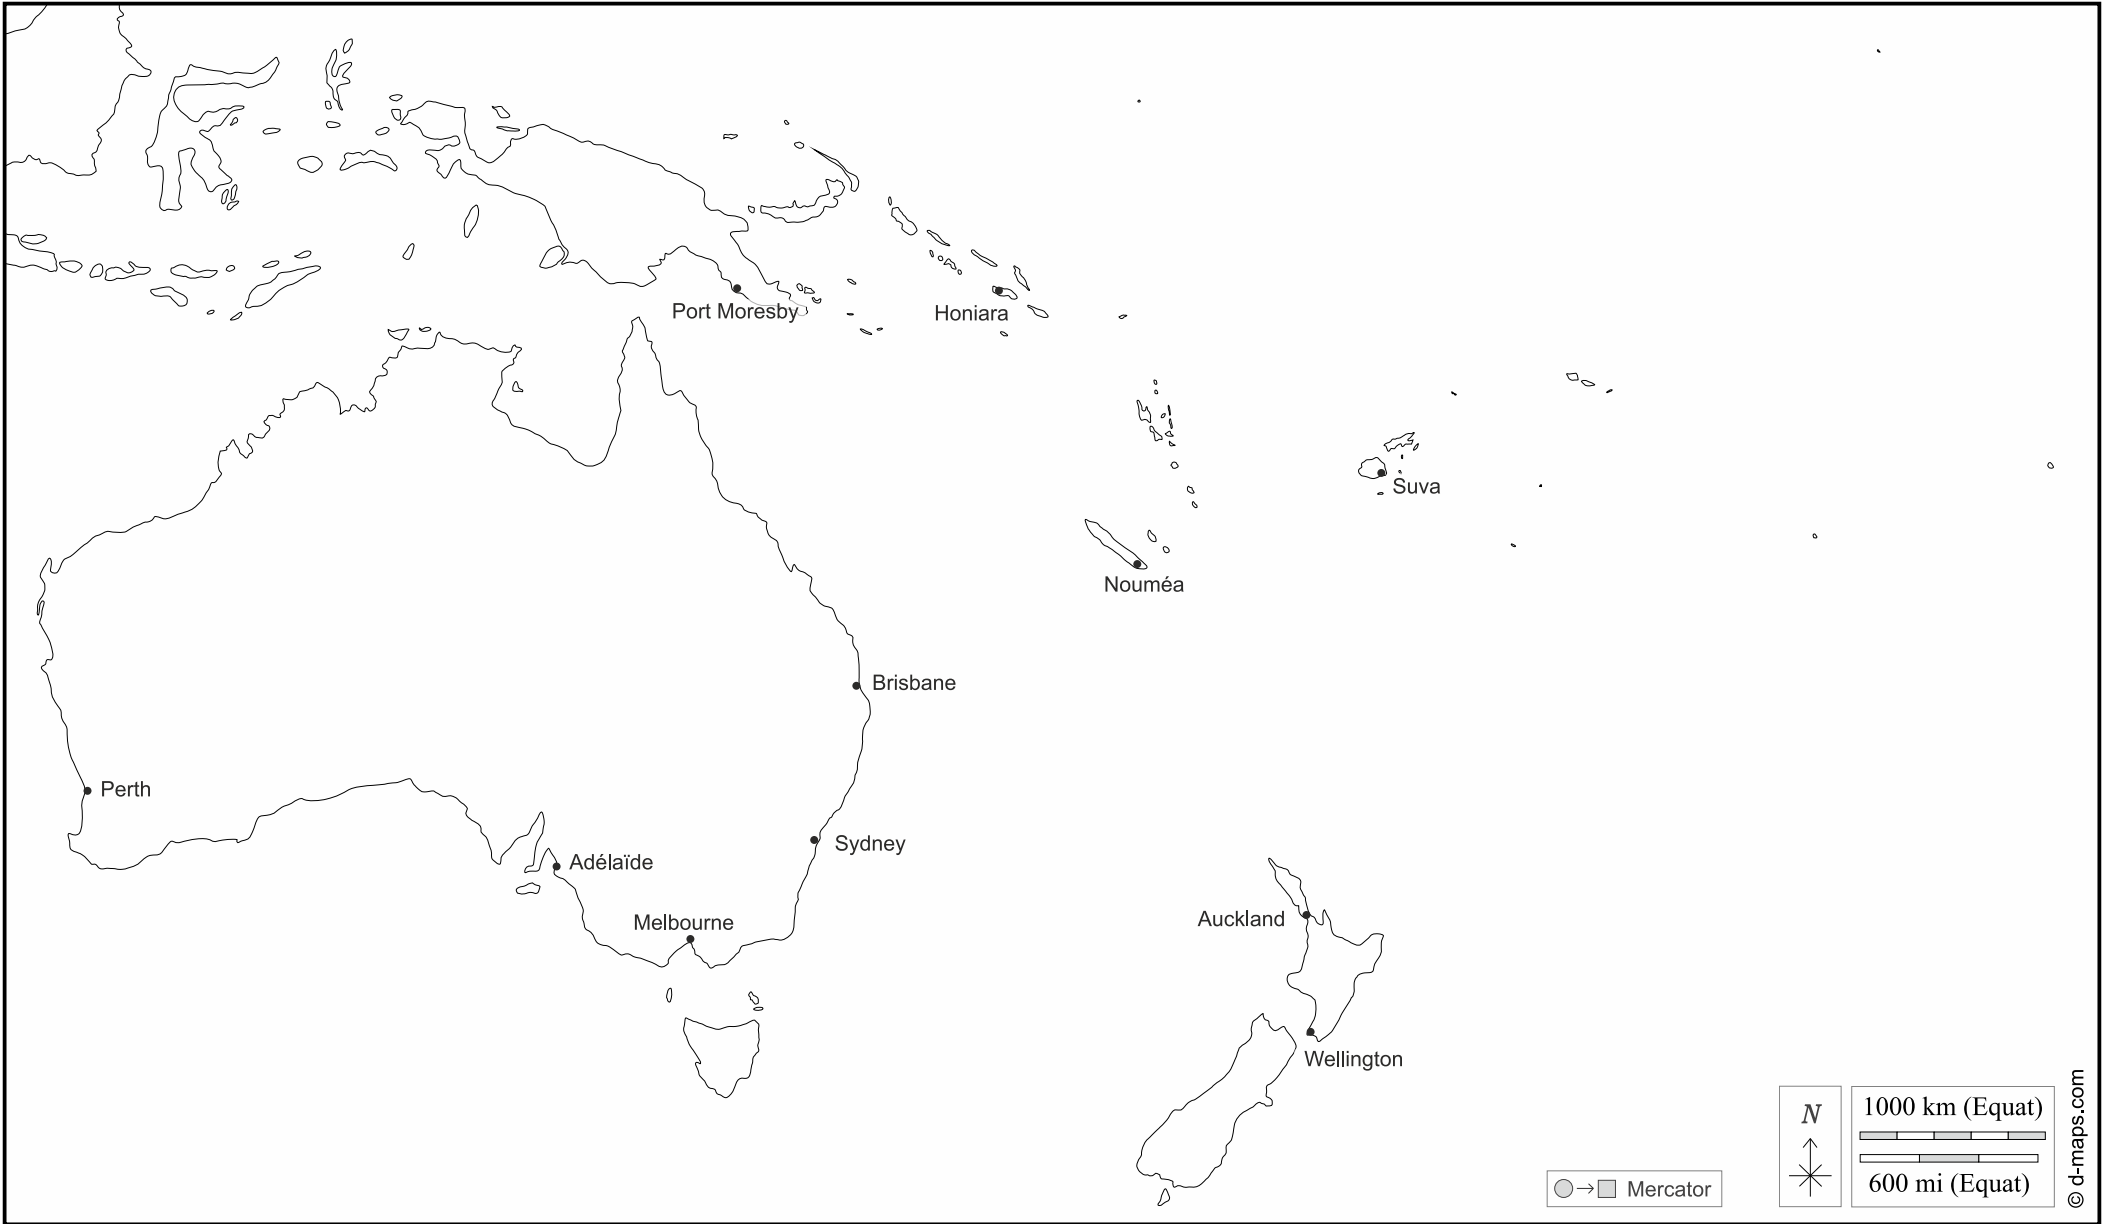 Port Moresby
Honiara
Suva
Nouméa
Brisbane
Perth
Sydney
Adélaïde
Melbourne
Auckland
Wellington
N
1000 km (Equat)
600 mi (Equat)
Mercator
© d-maps.com